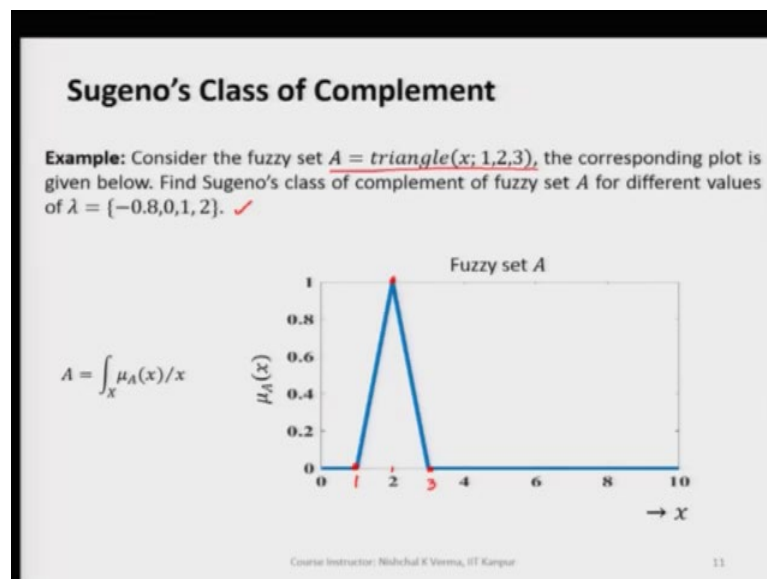 Sugeno's Class of Complement
Example: Consider the fuzzy set A = triangle(x; 1,2,3), the corresponding plot is
given below. Find Sugeno's class of complement of fuzzy set A for different values
of λ = {−0.8,0,1, 2}. ✓
Fuzzy set A
A = ∫_X μ_A(x)/x
μ_A(x)
1
0.8
0.6
0.4
0.2
0
0 1 2 3 4 6 8 10
→ x
Course Instructor: Nishchal K Verma, IIT Kanpur
11